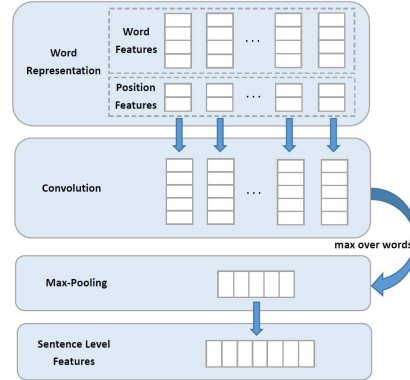 Word
Features
Word
Representation
...
Position
Features
...
Convolution
...
max over words
Max-Pooling
Sentence Level
Features